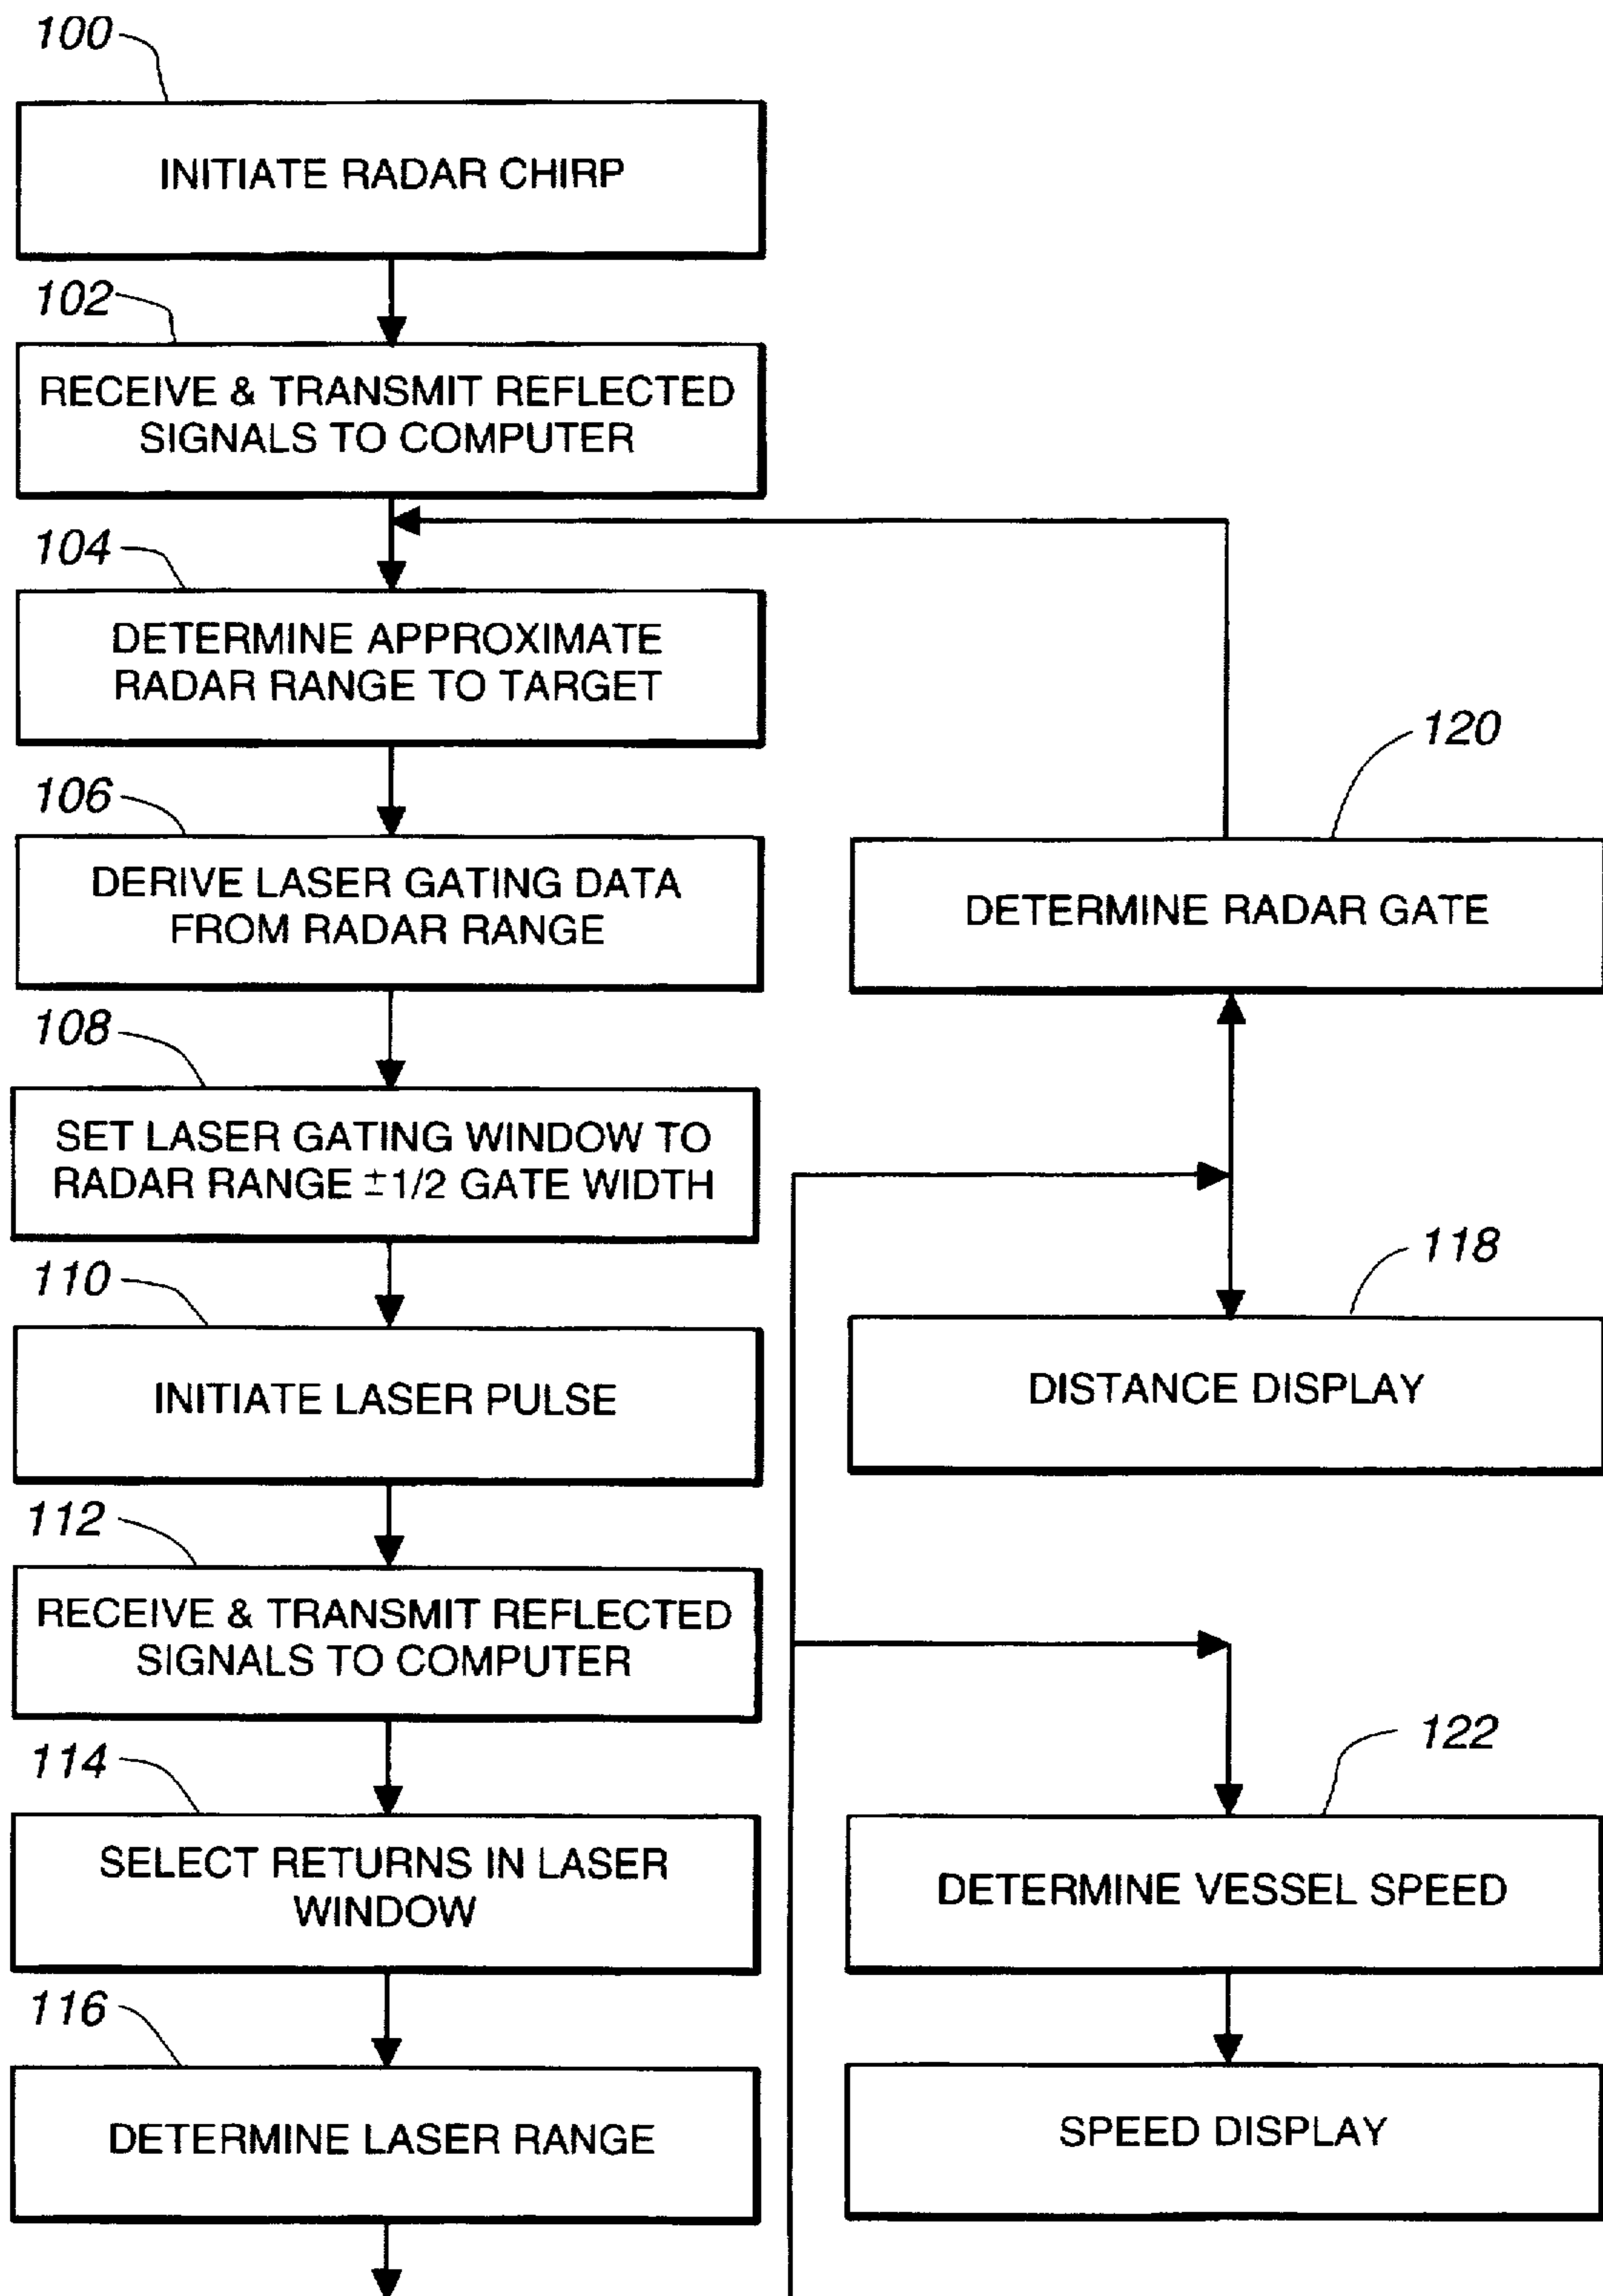 100
INITIATE RADAR CHIRP
102
RECEIVE & TRANSMIT REFLECTED
SIGNALS TO COMPUTER
104
DETERMINE APPROXIMATE
RADAR RANGE TO TARGET
106
DERIVE LASER GATING DATA
FROM RADAR RANGE
108
SET LASER GATING WINDOW TO
RADAR RANGE ±1/2 GATE WIDTH
110
INITIATE LASER PULSE
112
RECEIVE & TRANSMIT REFLECTED
SIGNALS TO COMPUTER
114
SELECT RETURNS IN LASER
WINDOW
116
DETERMINE LASER RANGE
120
DETERMINE RADAR GATE
118
DISTANCE DISPLAY
122
DETERMINE VESSEL SPEED
SPEED DISPLAY